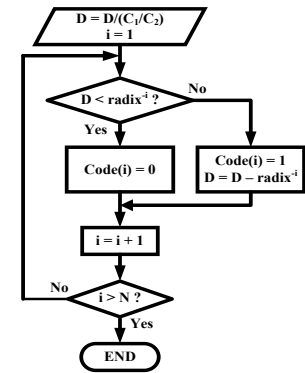 D = D/(C₁/C₂)
i = 1
D < radix⁻ⁱ ?
No
Yes
Code(i) = 0
Code(i) = 1
D = D – radix⁻ⁱ
i = i + 1
i > N ?
No
Yes
END